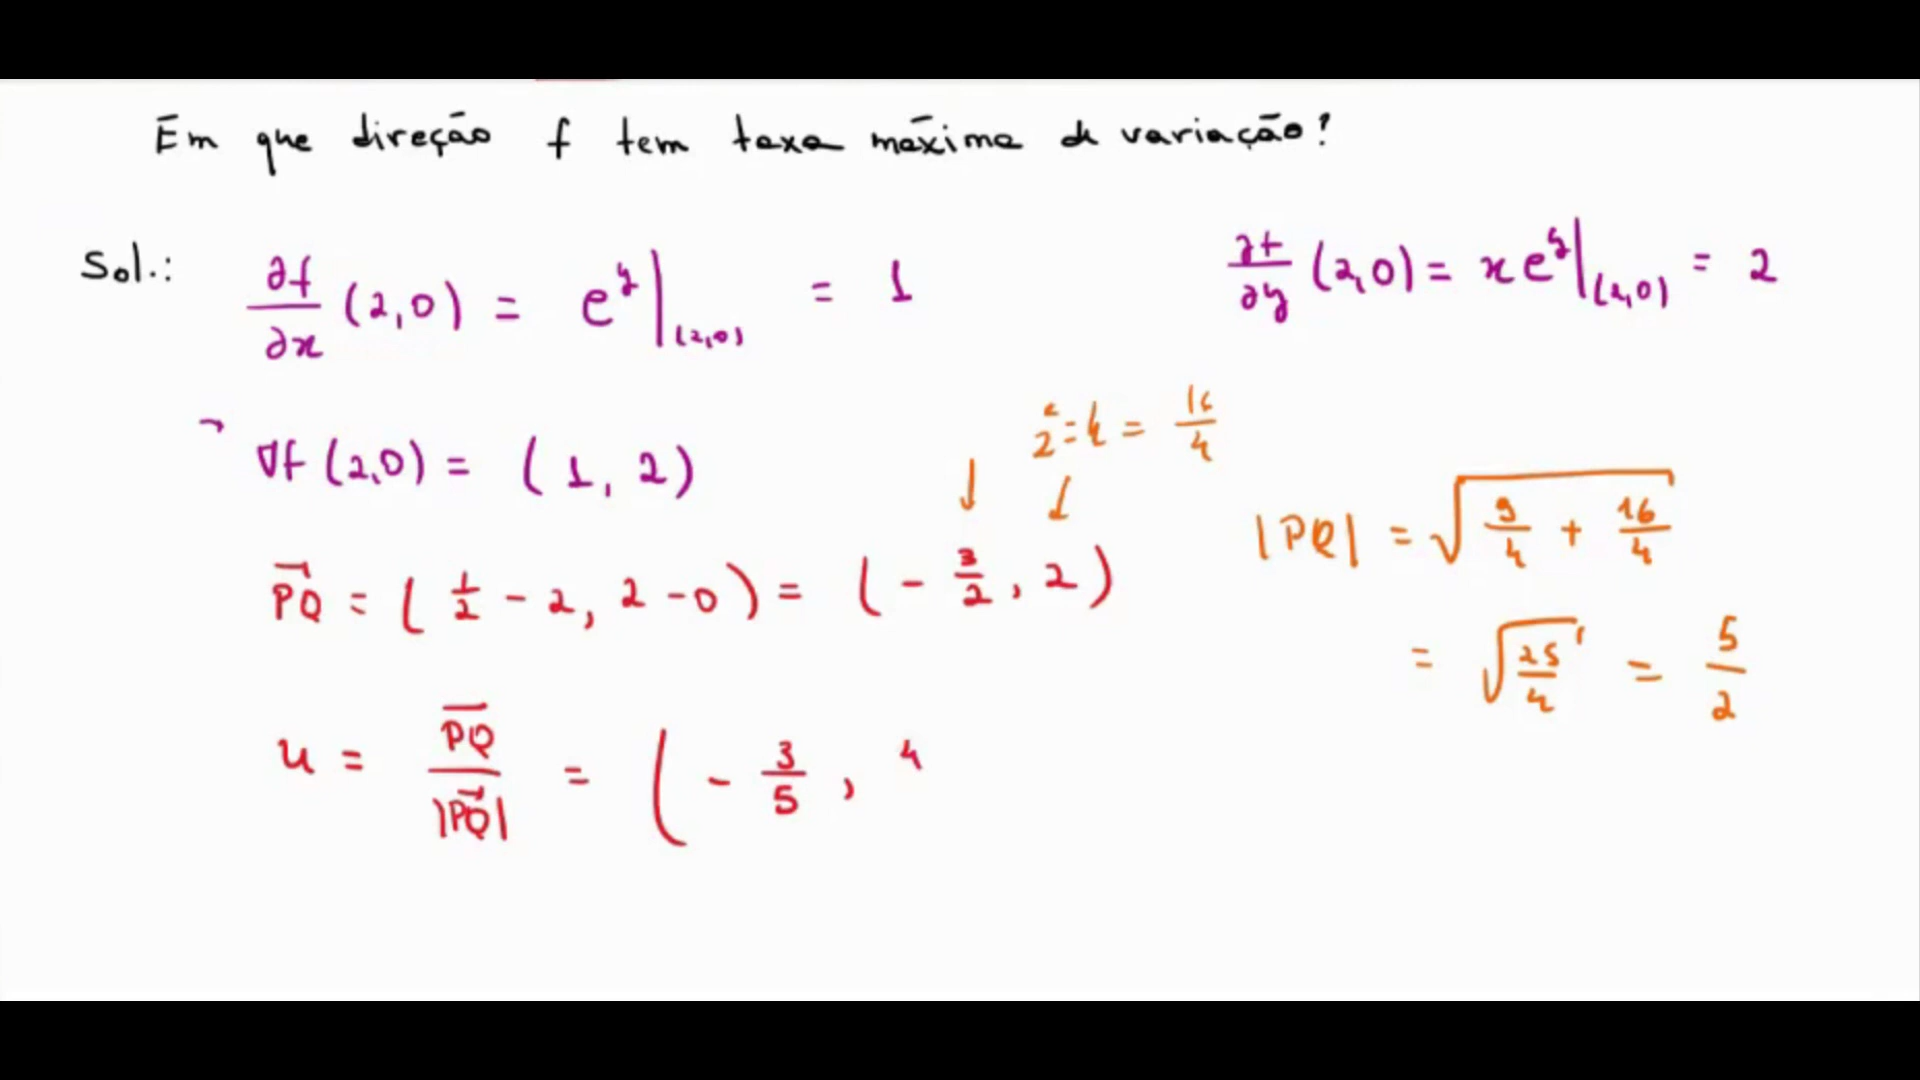 Em que direção f tem taxa máxima de variação?
Sol.: ∂f/∂x (2,0) = e^y |(2,0) = 1
∂f/∂y (2,0) = xe^y |(2,0) = 2
∇f (2,0) = (1, 2)
2² = 4 = 16/4
↓ ↓
PQ = (1/2 - 2, 2 - 0) = (- 3/2, 2)
|PQ| = √(9/4 + 16/4)
= √(25/4) = 5/2
u = PQ/|PQ| = (- 3/5, 4